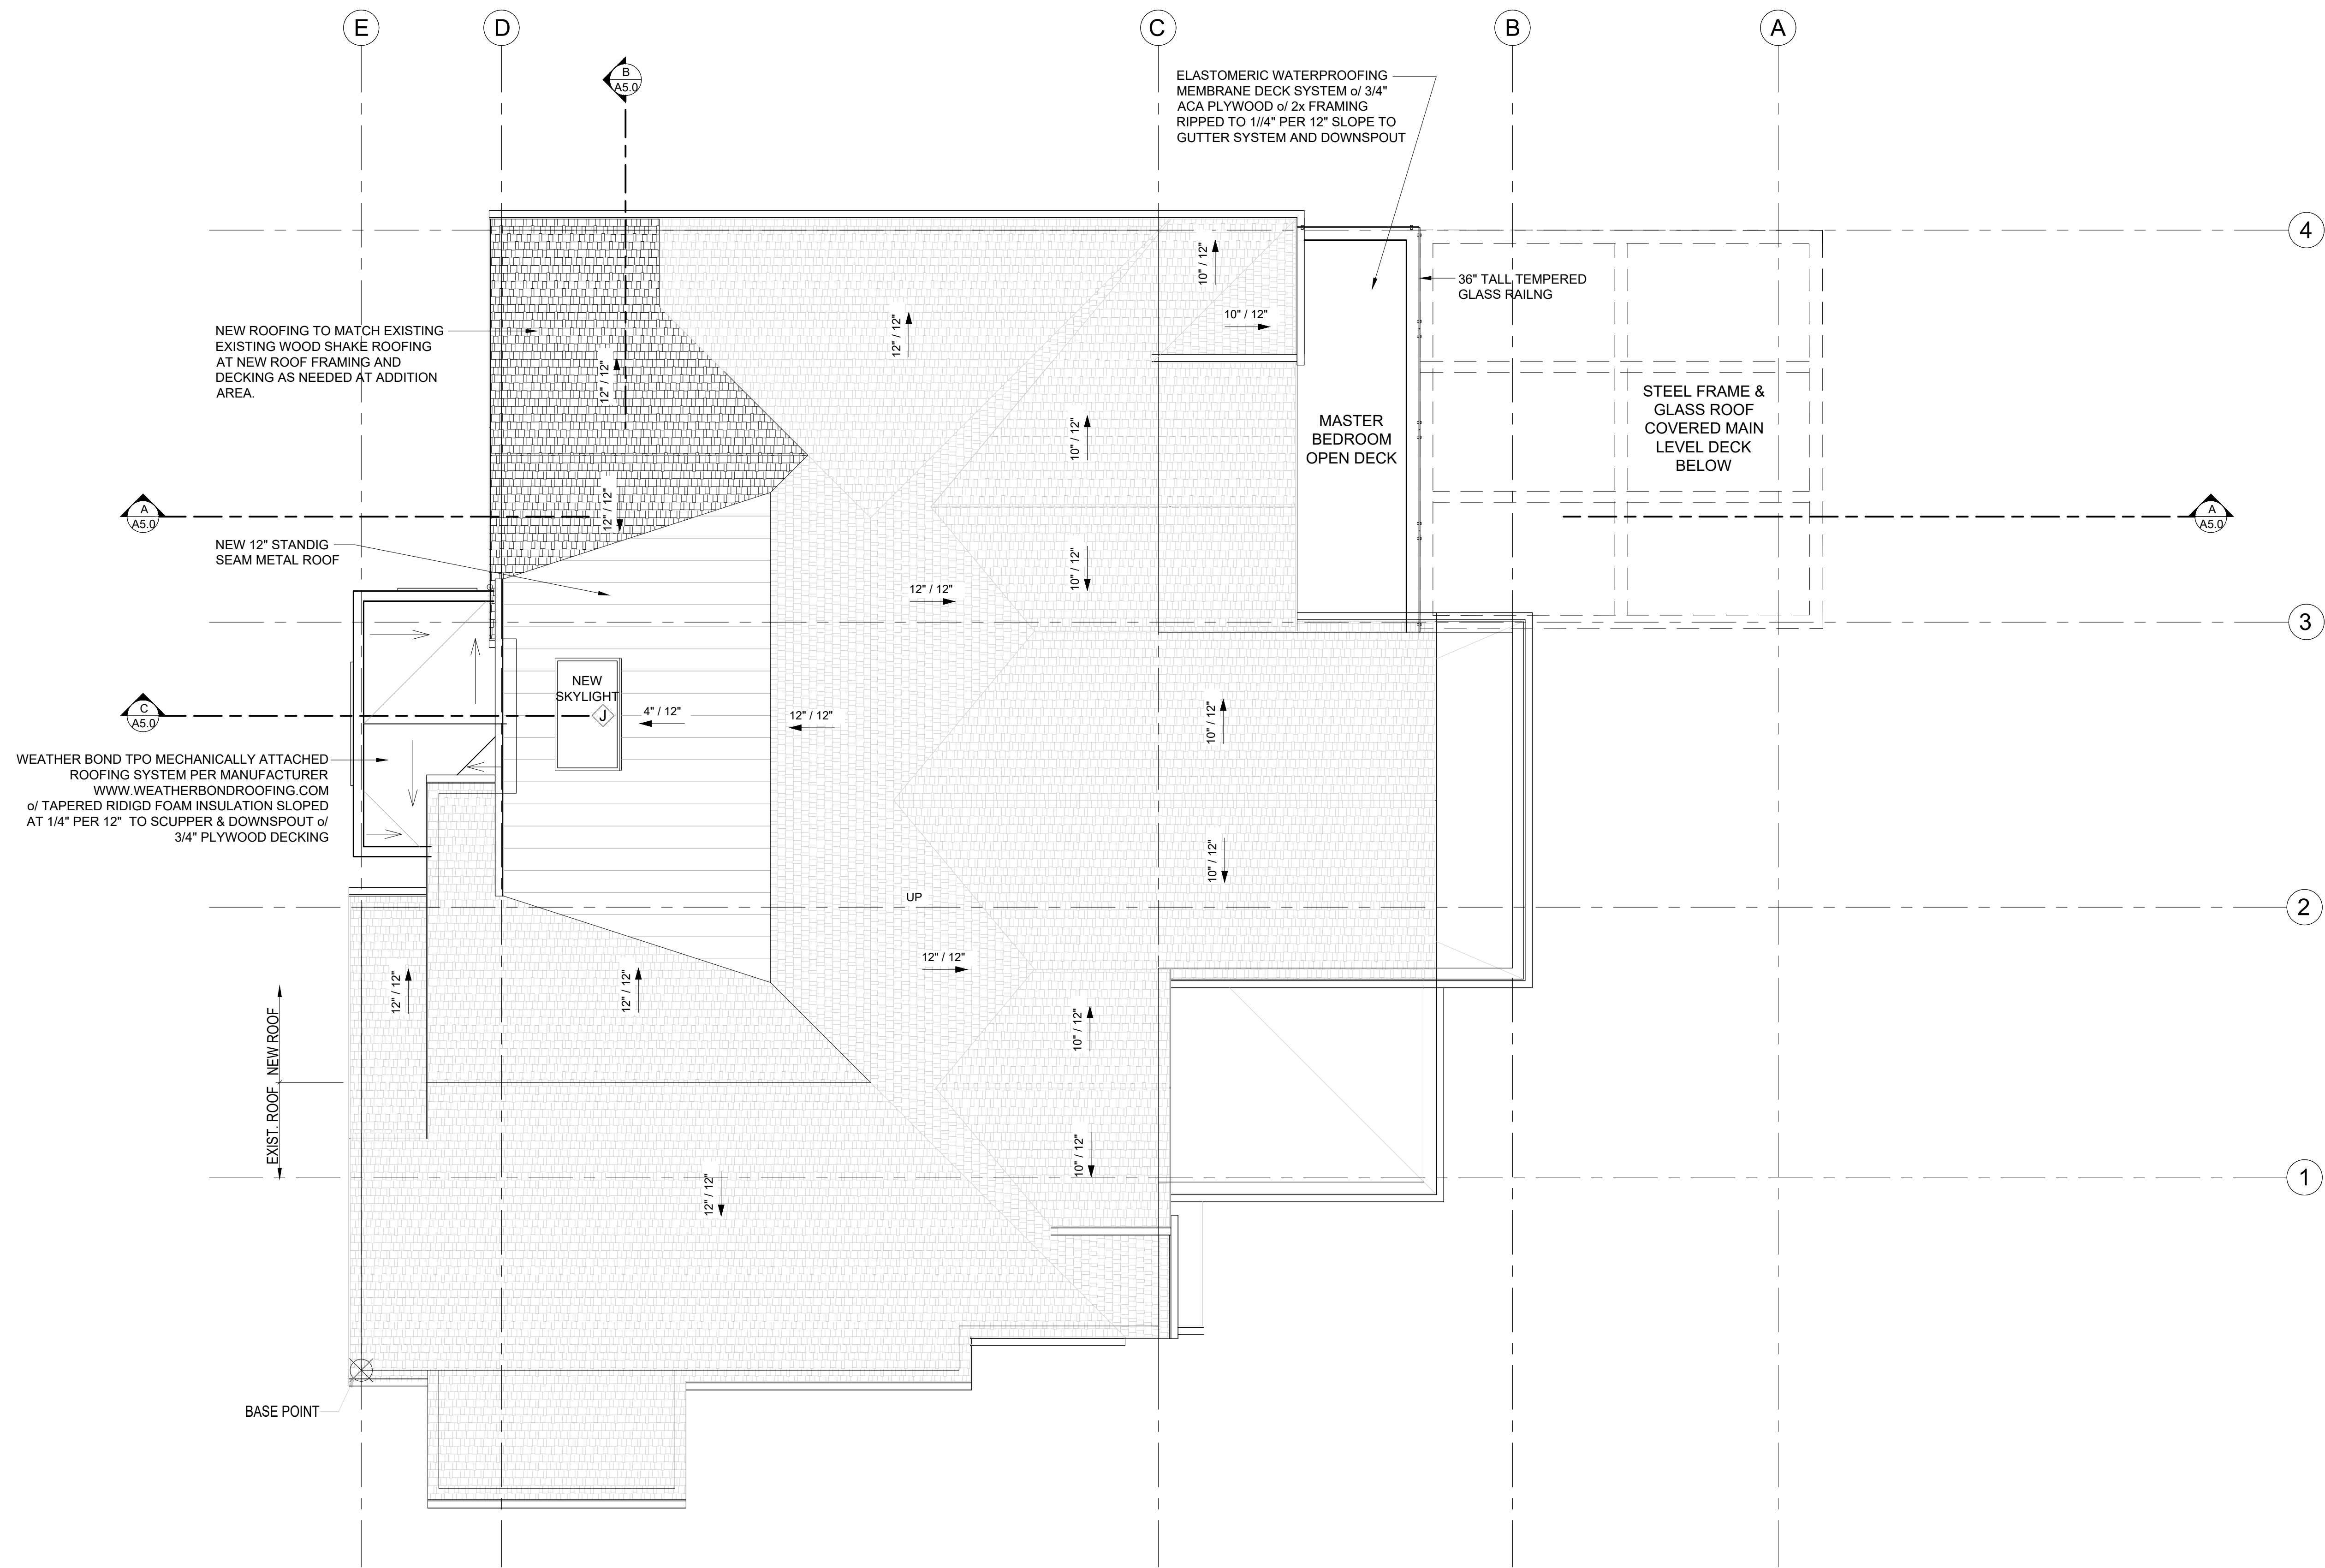 E
D
C
B
A
B
A5.0
ELASTOMERIC WATERPROOFING
MEMBRANE DECK SYSTEM o/ 3/4"
ACA PLYWOOD o/ 2x FRAMING
RIPPED TO 1//4" PER 12" SLOPE TO
GUTTER SYSTEM AND DOWNSPOUT
4
10" / 12"
36" TALL TEMPERED
GLASS RAILNG
10" / 12"
12" / 12"
NEW ROOFING TO MATCH EXISTING
EXISTING WOOD SHAKE ROOFING
AT NEW ROOF FRAMING AND
DECKING AS NEEDED AT ADDITION
AREA.
12" / 12"
10" / 12"
MASTER
BEDROOM
OPEN DECK
STEEL FRAME &
GLASS ROOF
COVERED MAIN
LEVEL DECK
BELOW
A
A5.0
12" / 12"
A
A5.0
NEW 12" STANDIG
SEAM METAL ROOF
10" / 12"
12" / 12"
3
NEW
SKYLIGHT
J
4" / 12"
12" / 12"
10" / 12"
C
A5.0
WEATHER BOND TPO MECHANICALLY ATTACHED
ROOFING SYSTEM PER MANUFACTURER
WWW.WEATHERBONDROOFING.COM
o/ TAPERED RIDIGD FOAM INSULATION SLOPED
AT 1/4" PER 12" TO SCUPPER & DOWNSPOUT o/
3/4" PLYWOOD DECKING
10" / 12"
UP
2
12" / 12"
12" / 12"
12" / 12"
10" / 12"
NEW ROOF
EXIST. ROOF
10" / 12"
12" / 12"
1
BASE POINT